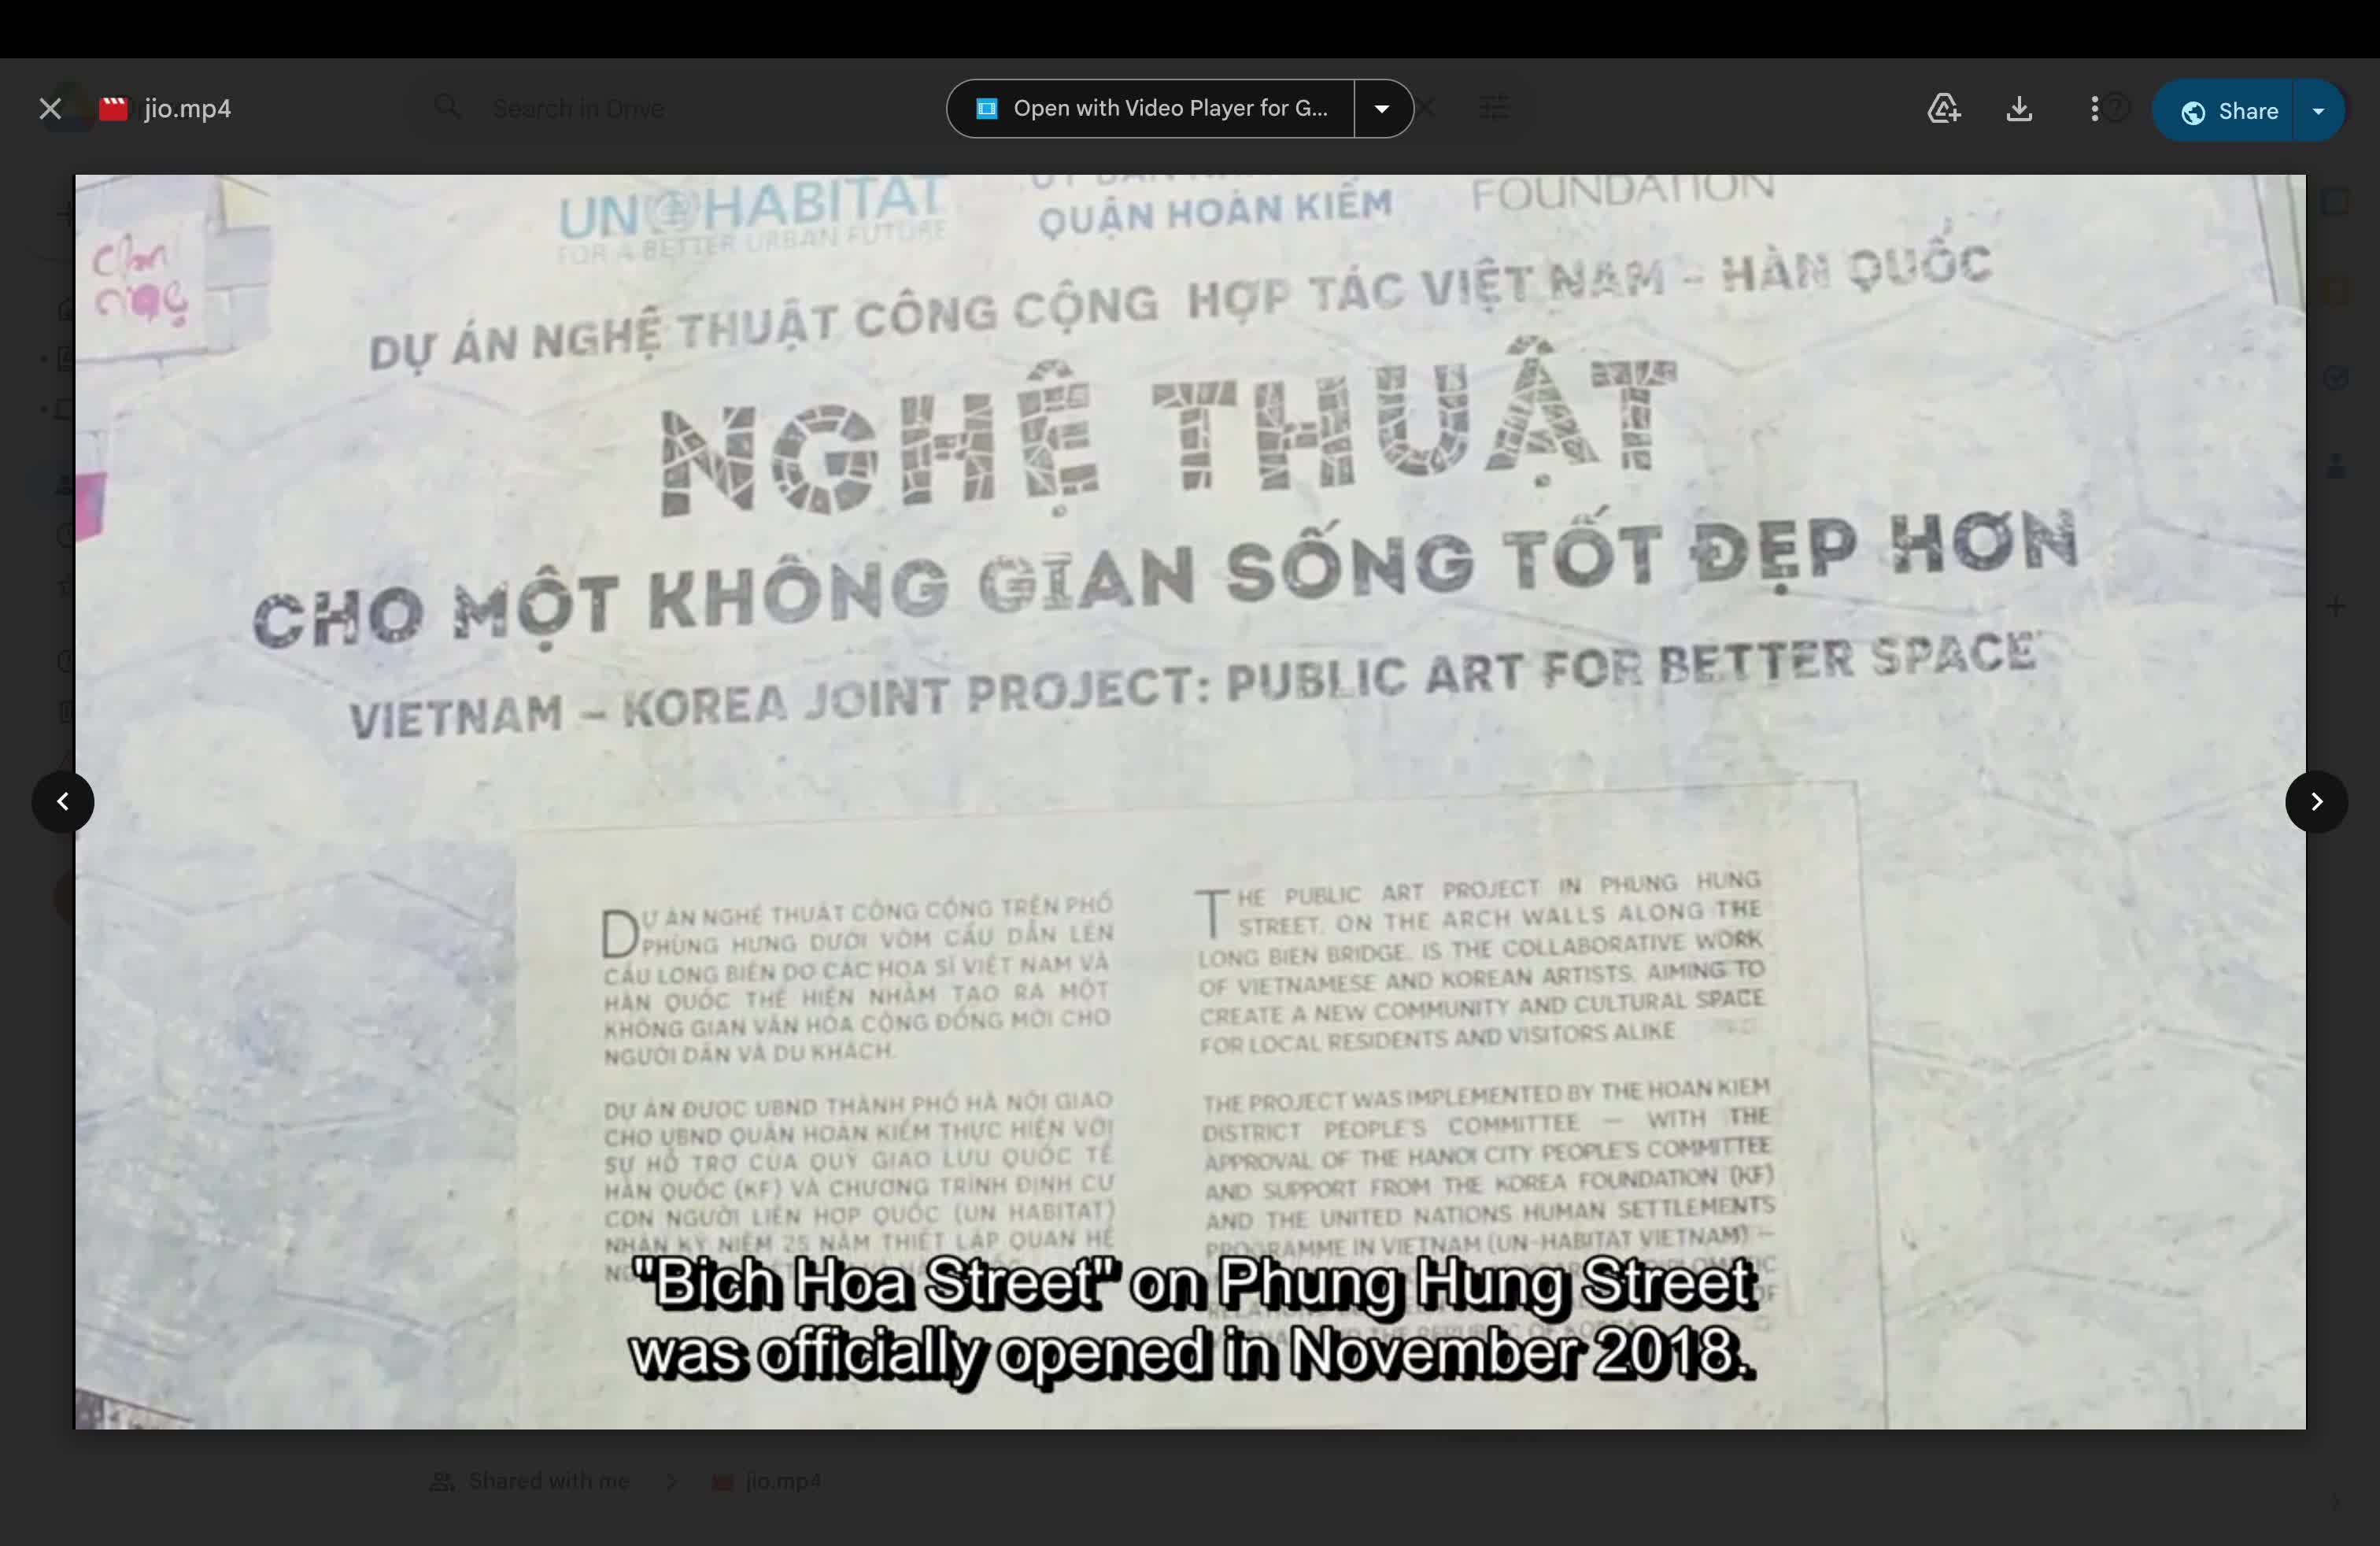 jio.mp4
Search in Drive
Open with Video Player for G...
Share
UN HABITAT
FOR A BETTER URBAN FUTURE
QUẬN HOÀN KIẾM
FOUNDATION
DỰ ÁN NGHỆ THUẬT CÔNG CỘNG HỢP TÁC VIỆT NAM – HÀN QUỐC
NGHỆ THUẬT
CHO MỘT KHÔNG GIAN SỐNG TỐT ĐẸP HƠN
VIETNAM – KOREA JOINT PROJECT: PUBLIC ART FOR BETTER SPACE
DỰ ÁN NGHỆ THUẬT CÔNG CỘNG TRÊN PHỐ
PHÙNG HƯNG DƯỚI VÒM CẦU DẪN LÊN
CẦU LONG BIÊN DO CÁC HỌA SĨ VIỆT NAM VÀ
HÀN QUỐC THỂ HIỆN NHẰM TẠO RA MỘT
KHÔNG GIAN VĂN HÓA CỘNG ĐỒNG MỚI CHO
NGƯỜI DÂN VÀ DU KHÁCH.
DỰ ÁN ĐƯỢC UBND THÀNH PHỐ HÀ NỘI GIAO
CHO UBND QUẬN HOÀN KIẾM THỰC HIỆN VỚI
SỰ HỖ TRỢ CỦA QUỸ GIAO LƯU QUỐC TẾ
HÀN QUỐC (KF) VÀ CHƯƠNG TRÌNH ĐỊNH CƯ
CON NGƯỜI LIÊN HỢP QUỐC (UN HABITAT)
NHÂN KỶ NIỆM 25 NĂM THIẾT LẬP QUAN HỆ
THE PUBLIC ART PROJECT IN PHUNG HUNG
STREET, ON THE ARCH WALLS ALONG THE
LONG BIEN BRIDGE, IS THE COLLABORATIVE WORK
OF VIETNAMESE AND KOREAN ARTISTS, AIMING TO
CREATE A NEW COMMUNITY AND CULTURAL SPACE
FOR LOCAL RESIDENTS AND VISITORS ALIKE
THE PROJECT WAS IMPLEMENTED BY THE HOAN KIEM
DISTRICT PEOPLE'S COMMITTEE — WITH THE
APPROVAL OF THE HANOI CITY PEOPLE'S COMMITTEE
AND SUPPORT FROM THE KOREA FOUNDATION (KF)
AND THE UNITED NATIONS HUMAN SETTLEMENTS
PROGRAMME IN VIETNAM (UN-HABITAT VIETNAM) –
"Bich Hoa Street" on Phung Hung Street
was officially opened in November 2018.
Shared with me > jio.mp4